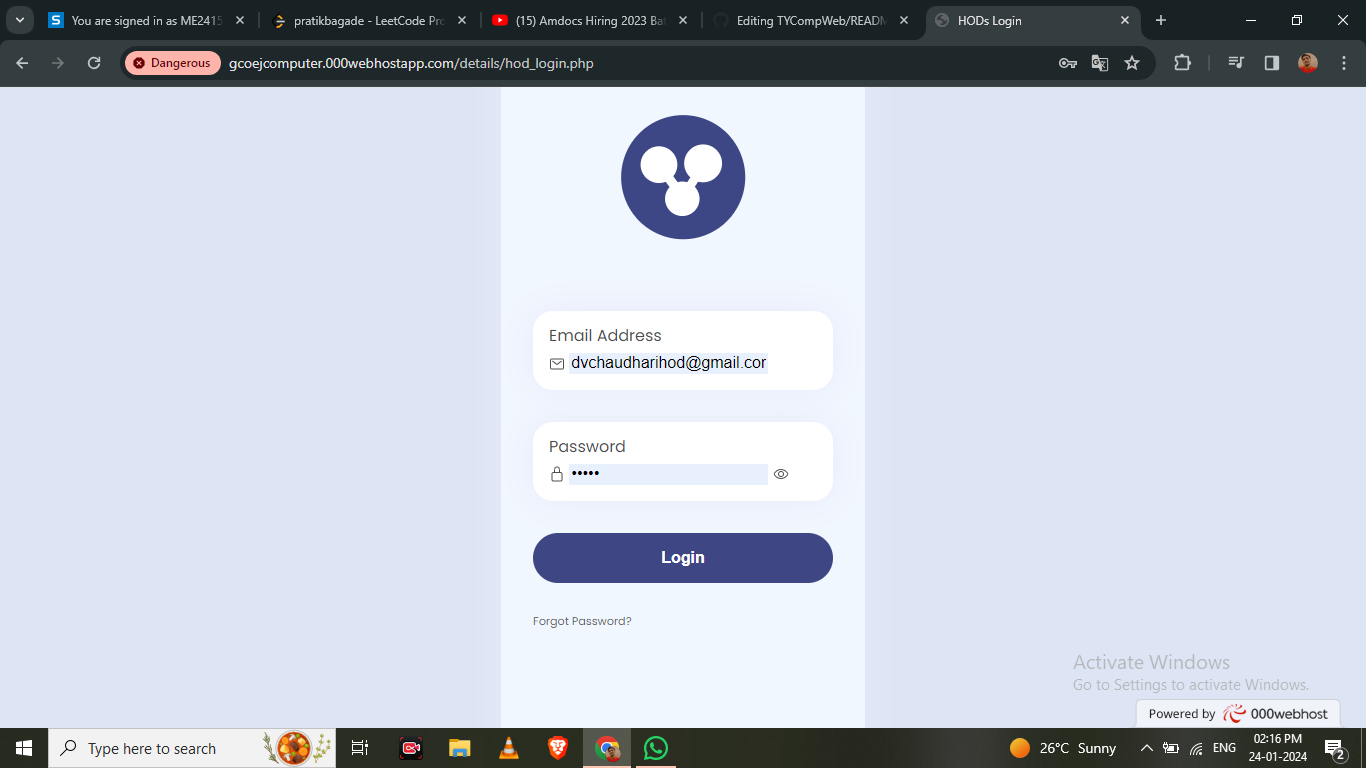 You are signed in as ME2415
pratikbagade - LeetCode Pro
(15) Amdocs Hiring 2023 Bat
Editing TYCompWeb/READM
HODs Login
Dangerous
gcoejcomputer.000webhostapp.com/details/hod_login.php
Email Address
dvchaudharihod@gmail.cor
Password
•••••
Login
Forgot Password?
Activate Windows
Go to Settings to activate Windows.
Powered by 000webhost
Type here to search
26°C Sunny
ENG
02:16 PM
24-01-2024
2